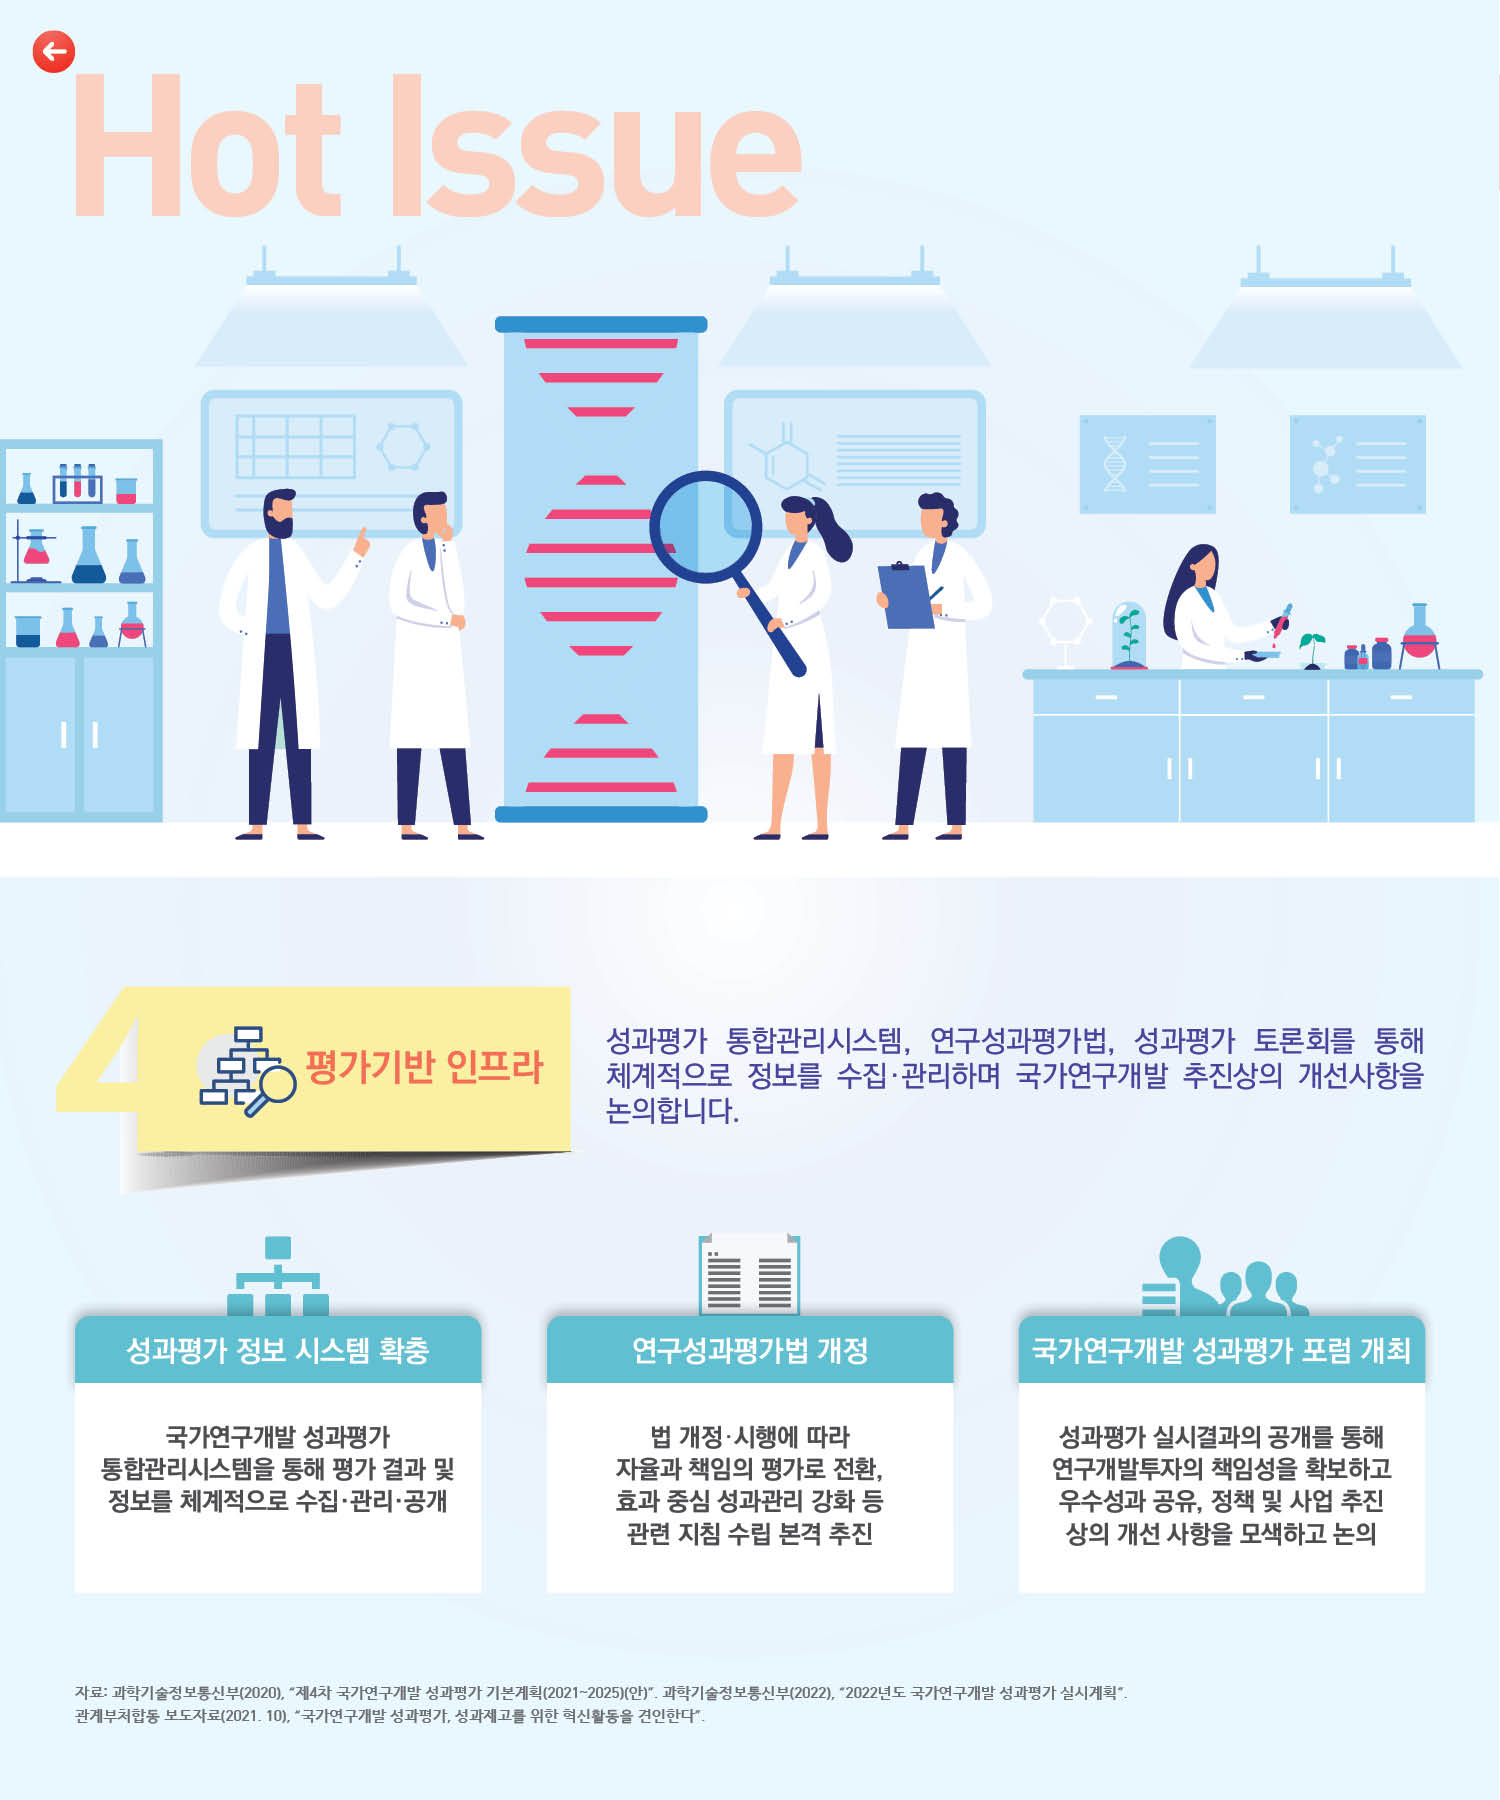 Hot Issue
4
평가기반 인프라
성과평가 통합관리시스템, 연구성과평가법, 성과평가 토론회를 통해
체계적으로 정보를 수집·관리하며 국가연구개발 추진상의 개선사항을
논의합니다.
성과평가 정보 시스템 확충
국가연구개발 성과평가
통합관리시스템을 통해 평가 결과 및
정보를 체계적으로 수집·관리·공개
연구성과평가법 개정
법 개정·시행에 따라
자율과 책임의 평가로 전환,
효과 중심 성과관리 강화 등
관련 지침 수립 본격 추진
국가연구개발 성과평가 포럼 개최
성과평가 실시결과의 공개를 통해
연구개발투자의 책임성을 확보하고
우수성과 공유, 정책 및 사업 추진
상의 개선 사항을 모색하고 논의
자료: 과학기술정보통신부(2020), “제4차 국가연구개발 성과평가 기본계획(2021~2025)(안)”. 과학기술정보통신부(2022), “2022년도 국가연구개발 성과평가 실시계획”.
관계부처합동 보도자료(2021. 10), “국가연구개발 성과평가, 성과제고를 위한 혁신활동을 견인한다”.